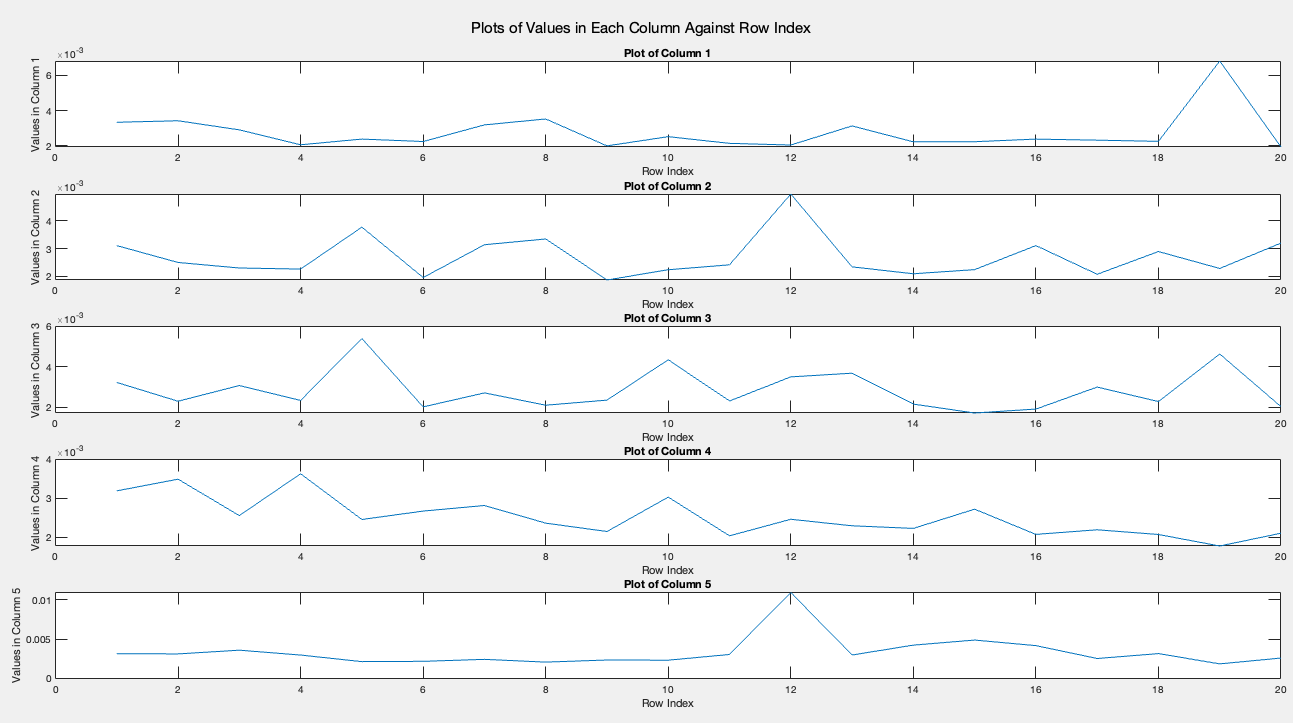 Plots of Values in Each Column Against Row Index
Plot of Column 1
×10-3
Values in Column 1
6
4
2
0 2 4 6 8 10 12 14 16 18 20
Row Index
Plot of Column 2
×10-3
Values in Column 2
4
3
2
0 2 4 6 8 10 12 14 16 18 20
Row Index
Plot of Column 3
×10-3
Values in Column 3
6
4
2
0 2 4 6 8 10 12 14 16 18 20
Row Index
Plot of Column 4
×10-3
Values in Column 4
4
3
2
0 2 4 6 8 10 12 14 16 18 20
Row Index
Plot of Column 5
Values in Column 5
0.01
0.005
0
0 2 4 6 8 10 12 14 16 18 20
Row Index